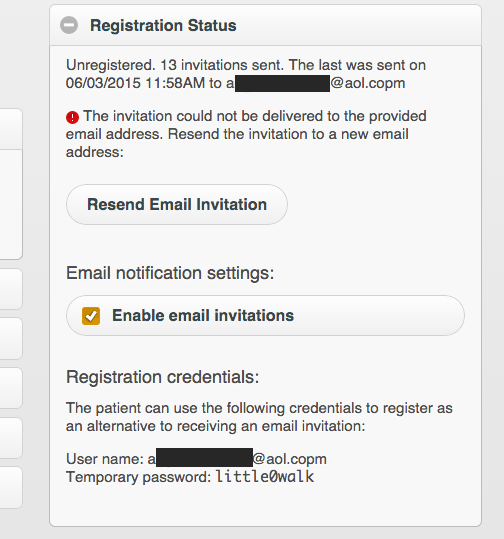 Registration Status
Unregistered. 13 invitations sent. The last was sent on
06/03/2015 11:58AM to a @aol.copm
The invitation could not be delivered to the provided
email address. Resend the invitation to a new email
address:
Resend Email Invitation
Email notification settings:
Enable email invitations
Registration credentials:
The patient can use the following credentials to register as
an alternative to receiving an email invitation:
User name: a @aol.copm
Temporary password: little0walk